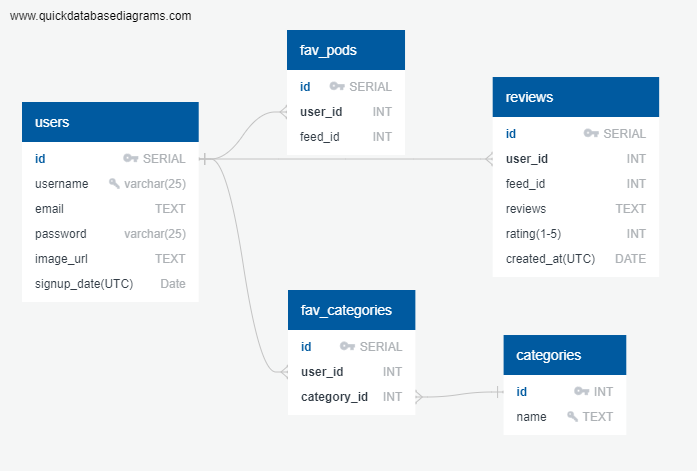 www.quickdatabasediagrams.com
fav_pods
id SERIAL
user_id INT
feed_id INT
users
id SERIAL
username varchar(25)
email TEXT
password varchar(25)
image_url TEXT
signup_date(UTC) Date
reviews
id SERIAL
user_id INT
feed_id INT
reviews TEXT
rating(1-5) INT
created_at(UTC) DATE
fav_categories
id SERIAL
user_id INT
category_id INT
categories
id INT
name TEXT